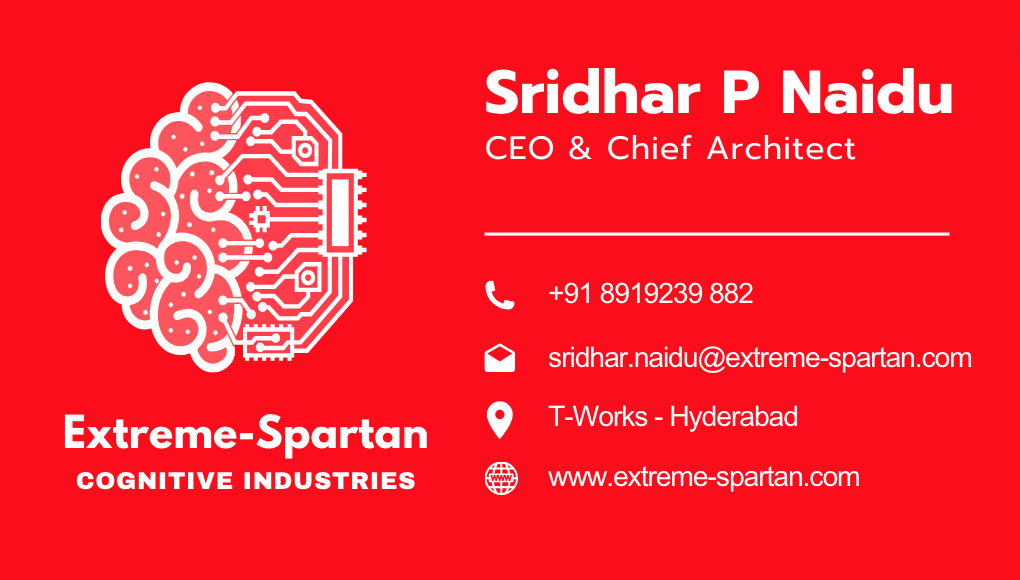 Sridhar P Naidu
CEO & Chief Architect
+91 8919239 882
sridhar.naidu@extreme-spartan.com
T-Works - Hyderabad
www.extreme-spartan.com
Extreme-Spartan
COGNITIVE INDUSTRIES